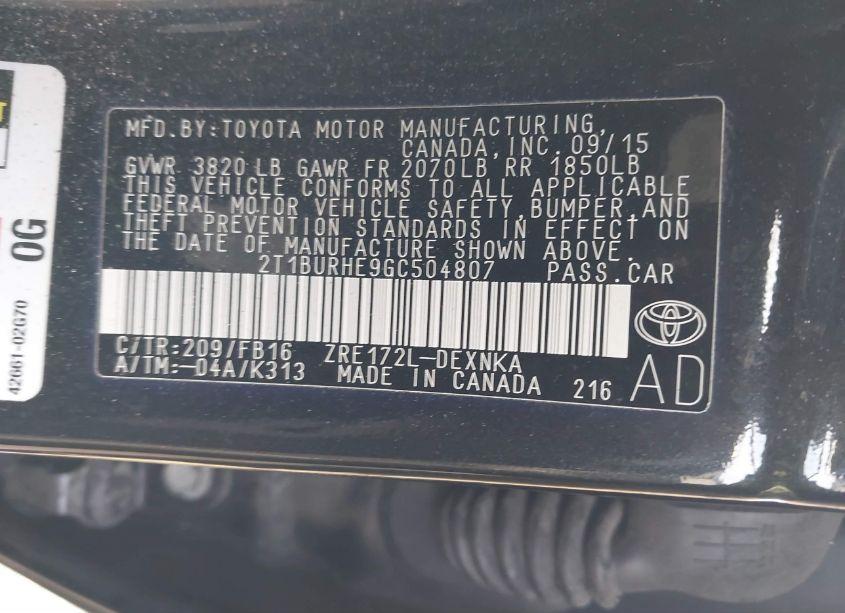 MFD.BY:TOYOTA MOTOR MANUFACTURING,
CANADA,INC. 09/15
GVWR 3820 LB GAWR FR 2070LB RR 1850LB
THIS VEHICLE CONFORMS TO ALL APPLICABLE
FEDERAL MOTOR VEHICLE SAFETY,BUMPER,AND
THEFT PREVENTION STANDARDS IN EFFECT ON
THE DATE OF MANUFACTURE SHOWN ABOVE.
2T1BURHE9GC504807 PASS.CAR
C/TR:209/FB16 ZRE172L-DEXNKA
A/TM:-04A/K313 MADE IN CANADA 216 AD
0G
42661-02G70